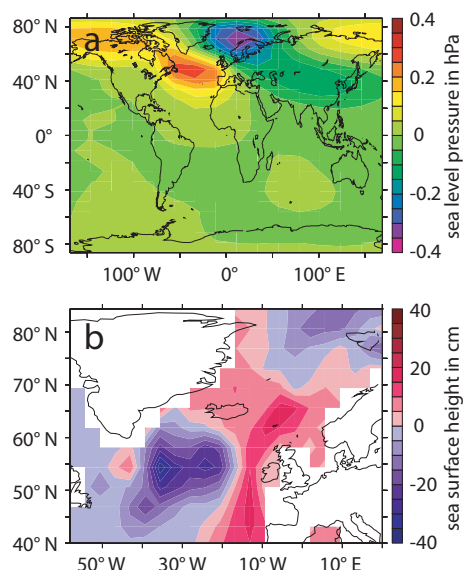 80° N
a
40° N
0°
40° S
80° S
100° W
0°
100° E
0.4
0.2
0
-0.2
-0.4
sea level pressure in hPa
80° N
b
70° N
60° N
50° N
40° N
50° W
30° W
10° W
10° E
40
20
0
-20
-40
sea surface height in cm